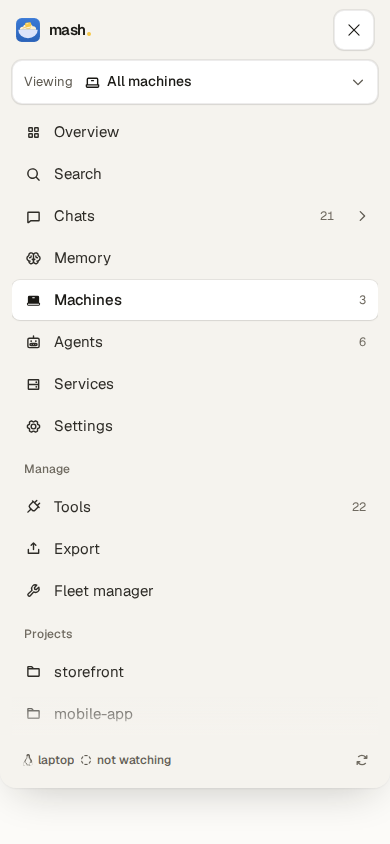 mash.
Viewing All machines
Overview
Search
Chats 21
Memory
Machines 3
Agents 6
Services
Settings
Manage
Tools 22
Export
Fleet manager
Projects
storefront
mobile-app
laptop not watching